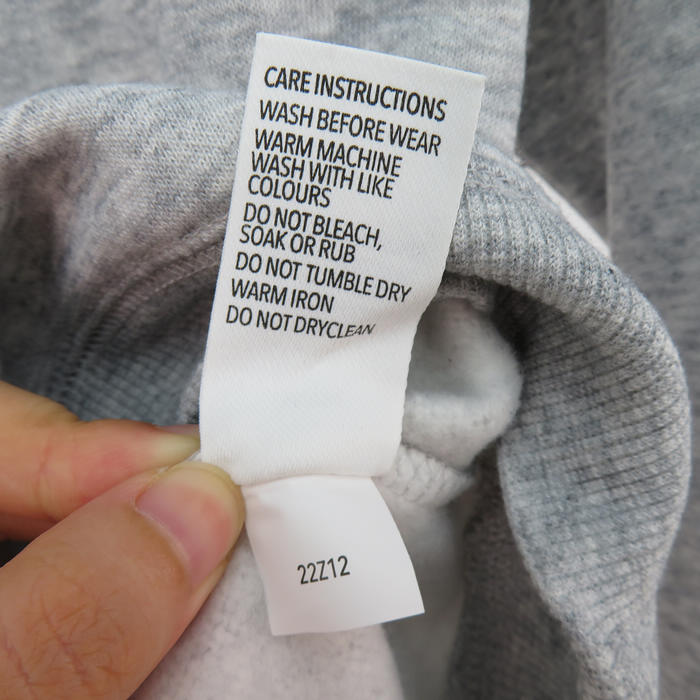 CARE INSTRUCTIONS
WASH BEFORE WEAR
WARM MACHINE
WASH WITH LIKE
COLOURS
DO NOT BLEACH,
SOAK OR RUB
DO NOT TUMBLE DRY
WARM IRON
DO NOT DRYCLEAN
22Z12